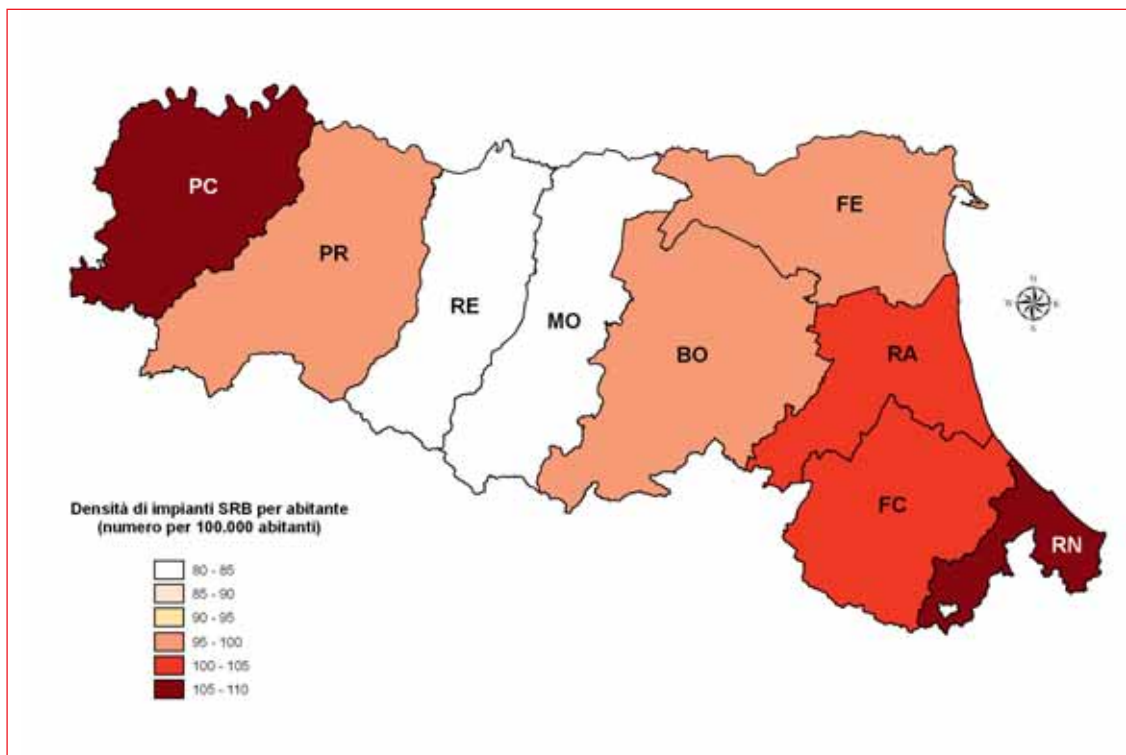 PC
PR
RE
MO
FE
BO
RA
FC
RN
N
W
E
S
Densità di impianti SRB per abitante
(numero per 100.000 abitanti)
80 - 85
85 - 90
90 - 95
95 - 100
100 - 105
105 - 110